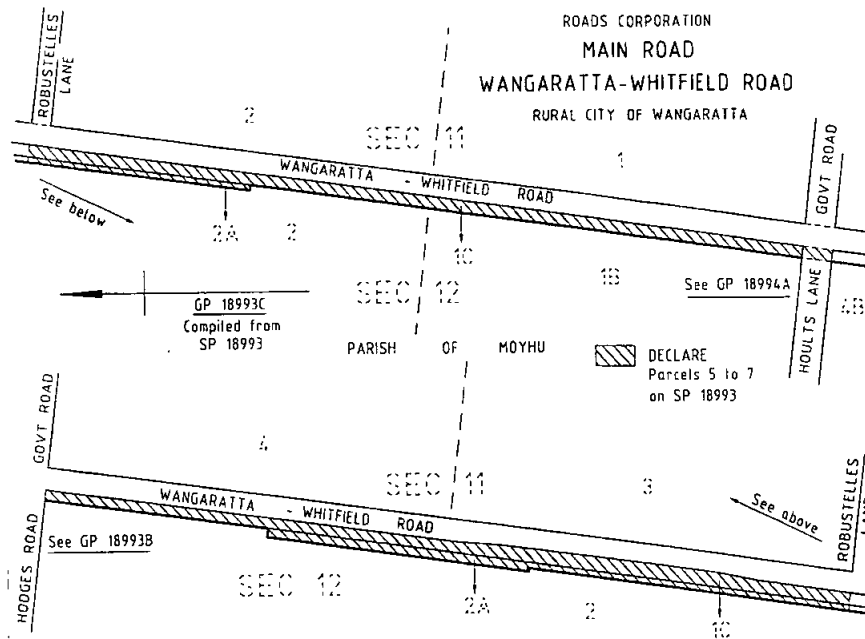 ROADS CORPORATION
MAIN ROAD
WANGARATTA-WHITFIELD ROAD
RURAL CITY OF WANGARATTA
ROBUSTELLES
LANE
2
SEC 11
1
GOVT ROAD
WANGARATTA - WHITFIELD ROAD
See below
2A
2
1C
1B
SEC 12
See GP 18994A
HOULTS LANE
4B
GP 18993C
Compiled from
SP 18993
PARISH OF MOYHU
DECLARE
Parcels 5 to 7
on SP 18993
GOVT ROAD
4
SEC 11
3
See above
ROBUSTELLES
LANE
WANGARATTA - WHITFIELD ROAD
HODGES ROAD
See GP 18993B
SEC 12
2A
2
1C